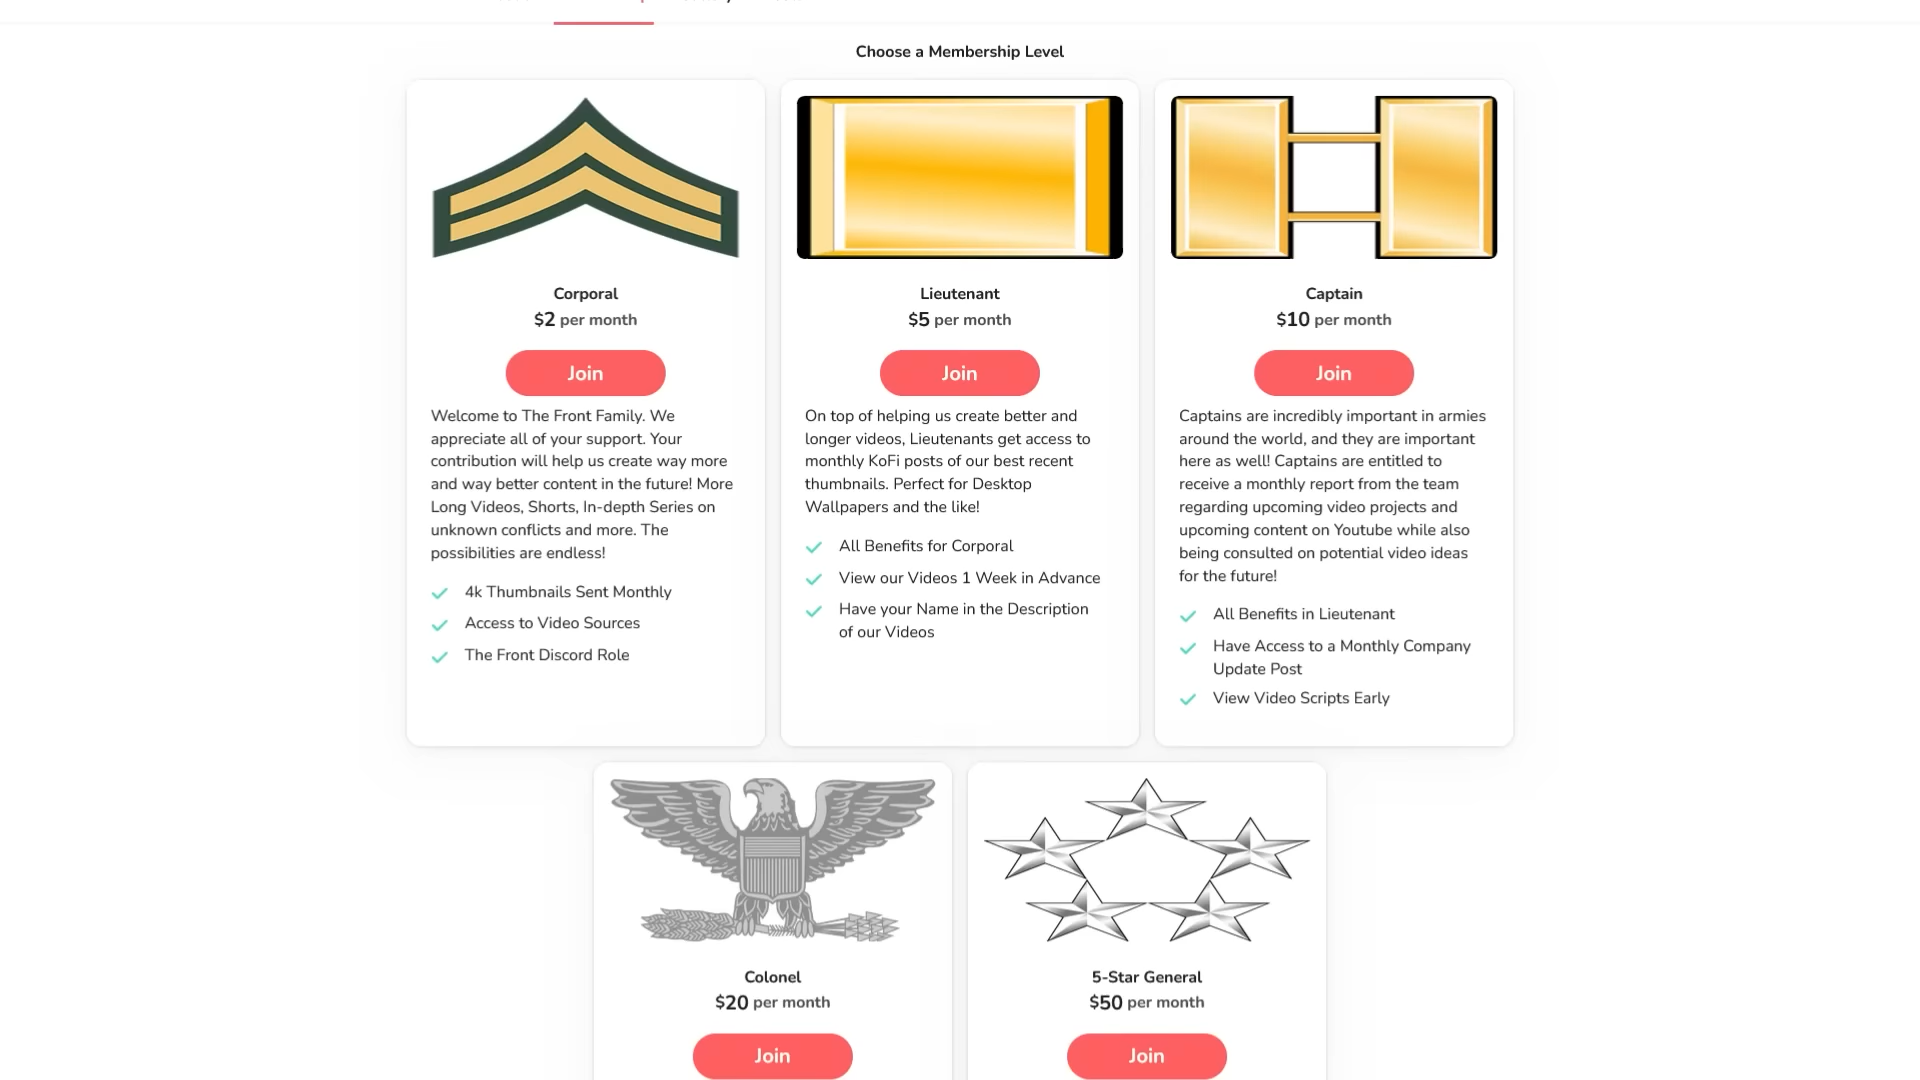 Choose a Membership Level
Corporal
$2 per month
Join
Welcome to The Front Family. We
appreciate all of your support. Your
contribution will help us create way more
and way better content in the future! More
Long Videos, Shorts, In-depth Series on
unknown conflicts and more. The
possibilities are endless!
4k Thumbnails Sent Monthly
Access to Video Sources
The Front Discord Role
Lieutenant
$5 per month
Join
On top of helping us create better and
longer videos, Lieutenants get access to
monthly KoFi posts of our best recent
thumbnails. Perfect for Desktop
Wallpapers and the like!
All Benefits for Corporal
View our Videos 1 Week in Advance
Have your Name in the Description
of our Videos
Captain
$10 per month
Join
Captains are incredibly important in armies
around the world, and they are important
here as well! Captains are entitled to
receive a monthly report from the team
regarding upcoming video projects and
upcoming content on Youtube while also
being consulted on potential video ideas
for the future!
All Benefits in Lieutenant
Have Access to a Monthly Company
Update Post
View Video Scripts Early
Colonel
$20 per month
Join
5-Star General
$50 per month
Join